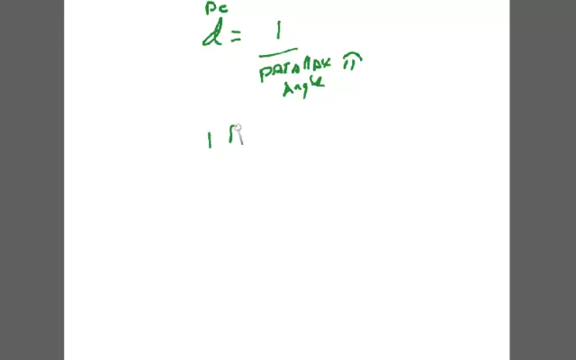 pc
d = 1
parallax π
Angle
1 P